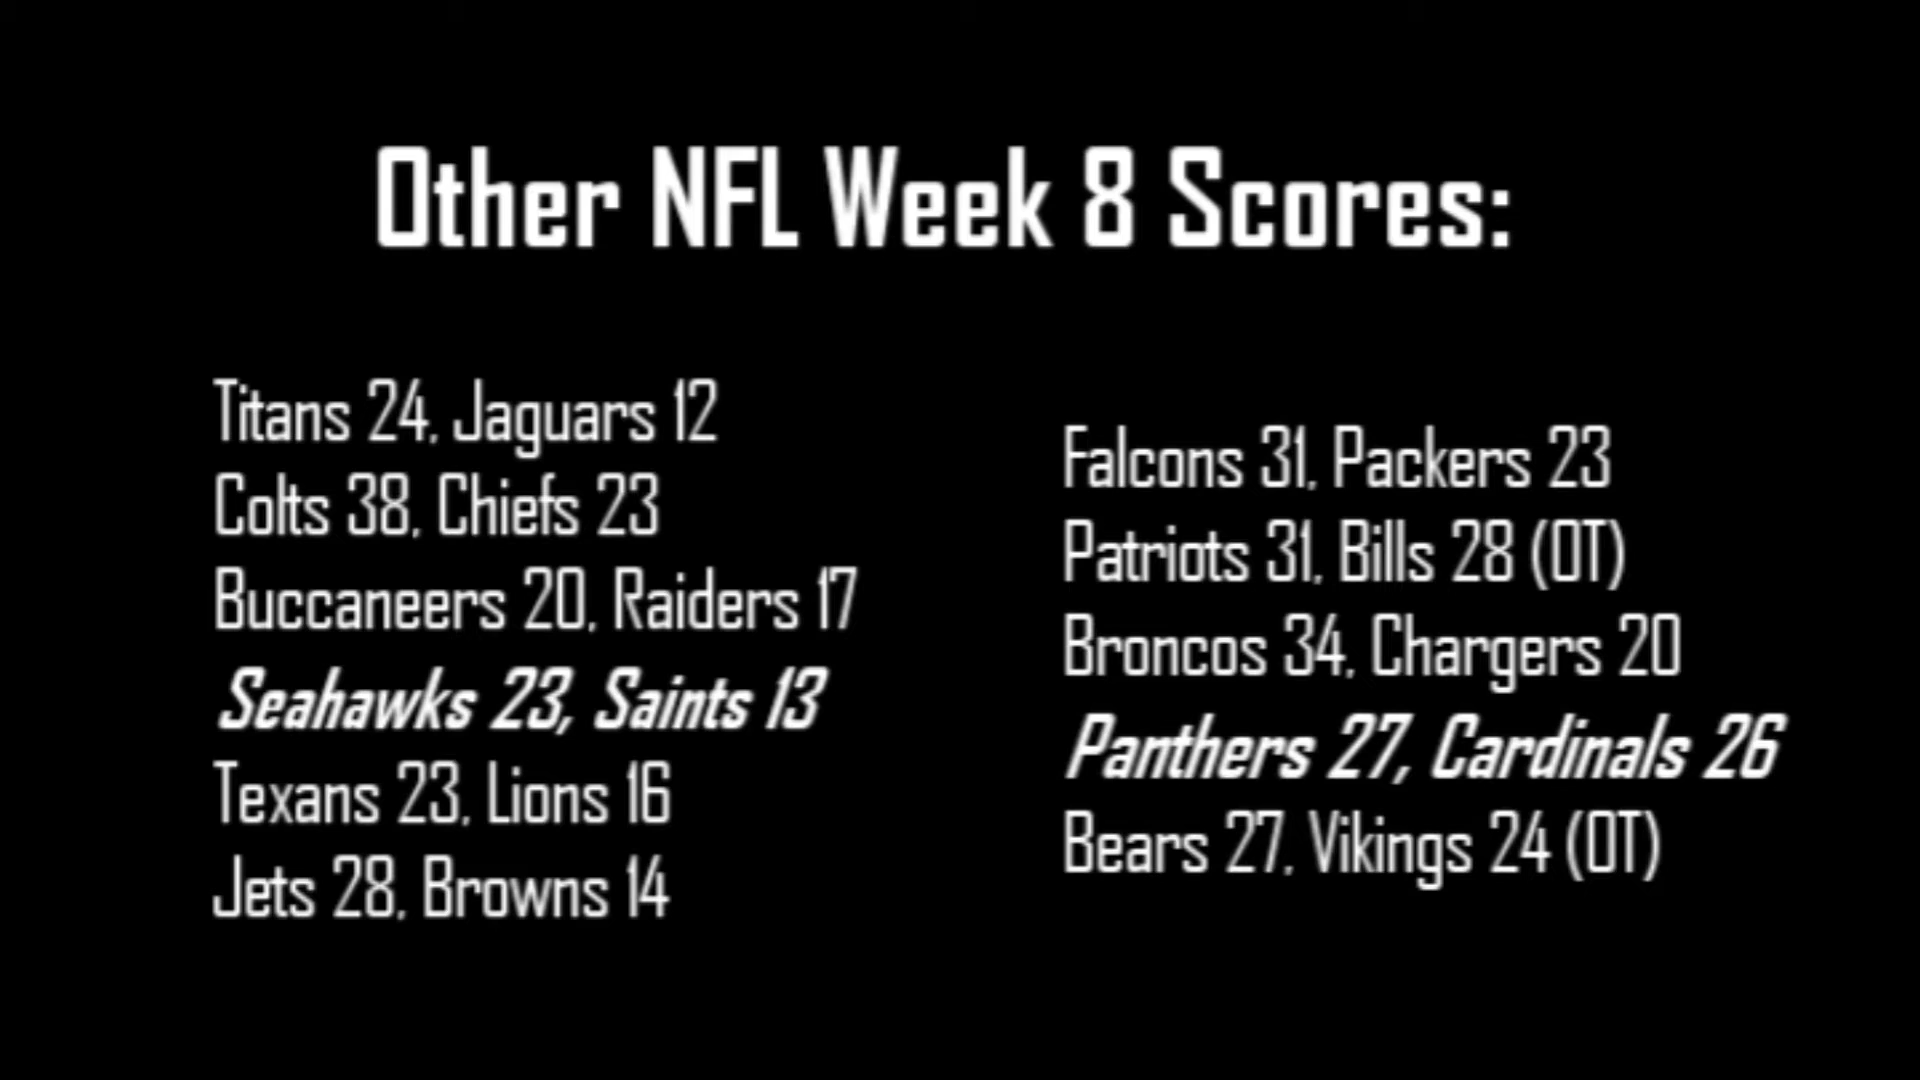 Other NFL Week 8 Scores:
Titans 24, Jaguars 12
Colts 38, Chiefs 23
Buccaneers 20, Raiders 17
Seahawks 23, Saints 13
Texans 23, Lions 16
Jets 28, Browns 14
Falcons 31, Packers 23
Patriots 31, Bills 28 (OT)
Broncos 34, Chargers 20
Panthers 27, Cardinals 26
Bears 27, Vikings 24 (OT)